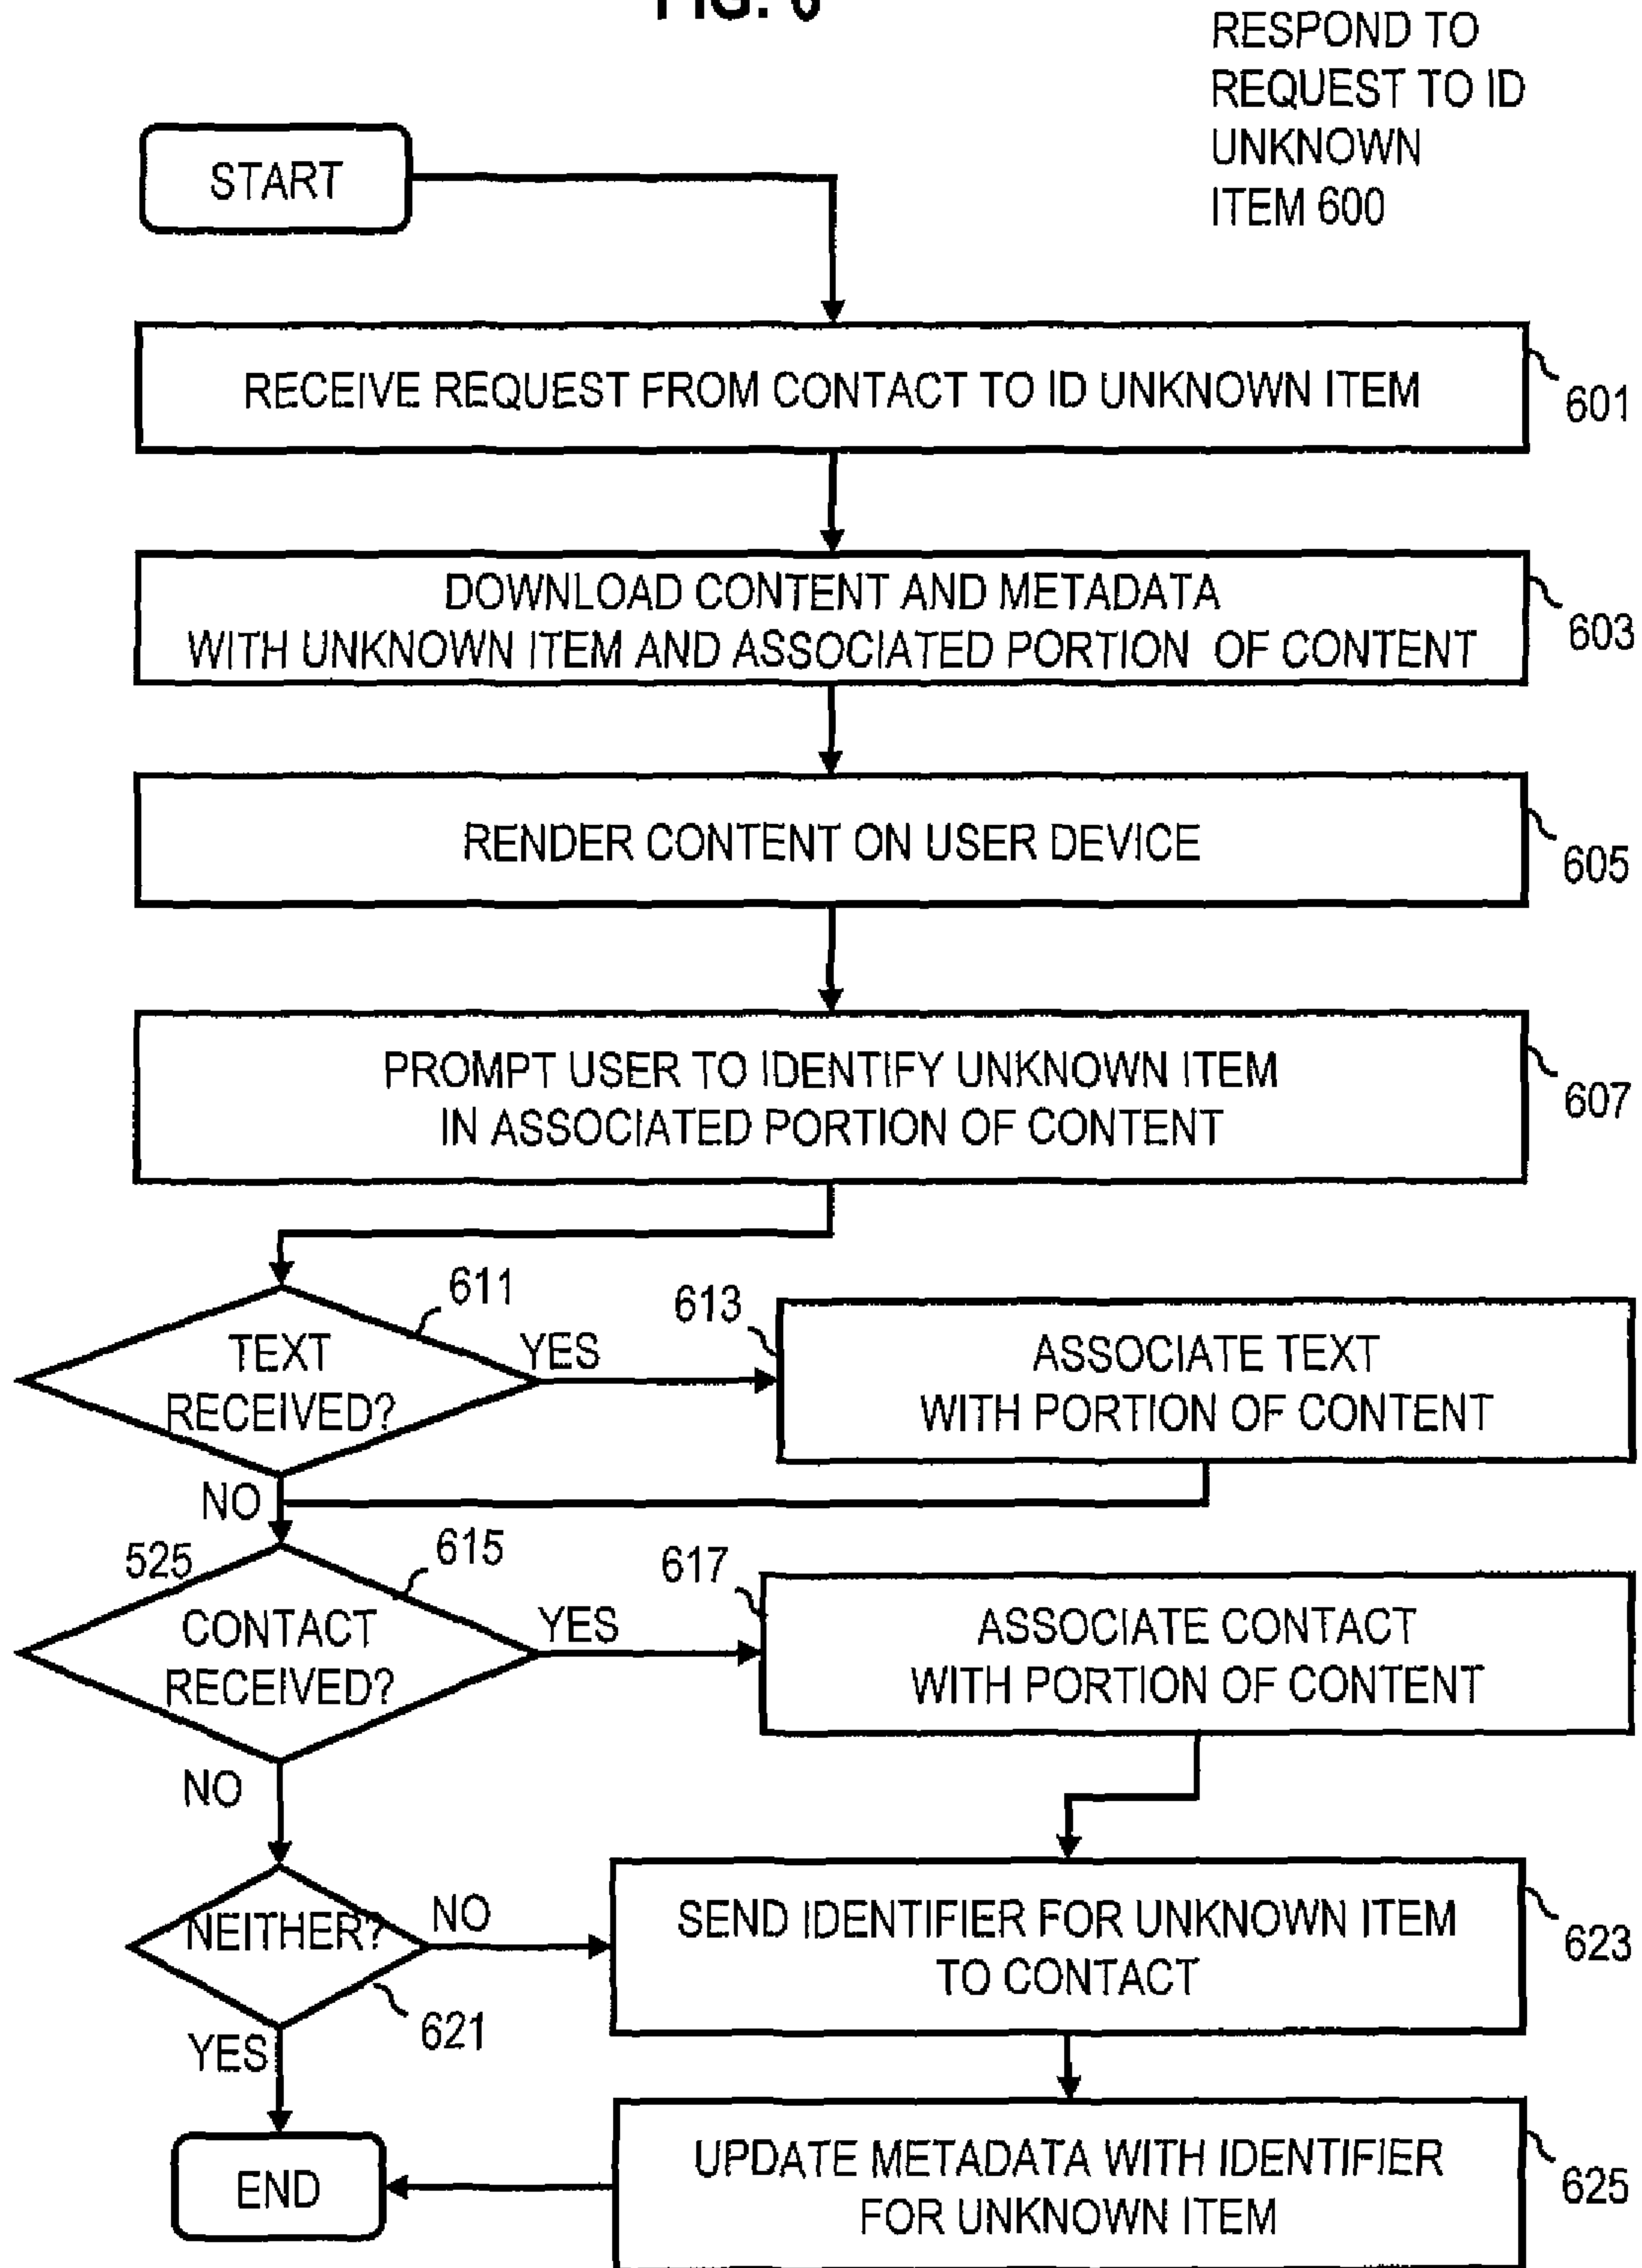 FIG. 6
RESPOND TO
REQUEST TO ID
UNKNOWN
ITEM 600
START
RECEIVE REQUEST FROM CONTACT TO ID UNKNOWN ITEM
601
DOWNLOAD CONTENT AND METADATA
WITH UNKNOWN ITEM AND ASSOCIATED PORTION OF CONTENT
603
RENDER CONTENT ON USER DEVICE
605
PROMPT USER TO IDENTIFY UNKNOWN ITEM
IN ASSOCIATED PORTION OF CONTENT
607
611
TEXT
RECEIVED?
YES
613
ASSOCIATE TEXT
WITH PORTION OF CONTENT
NO
525
615
CONTACT
RECEIVED?
YES
617
ASSOCIATE CONTACT
WITH PORTION OF CONTENT
NO
NEITHER?
NO
621
YES
SEND IDENTIFIER FOR UNKNOWN ITEM
TO CONTACT
623
END
UPDATE METADATA WITH IDENTIFIER
FOR UNKNOWN ITEM
625